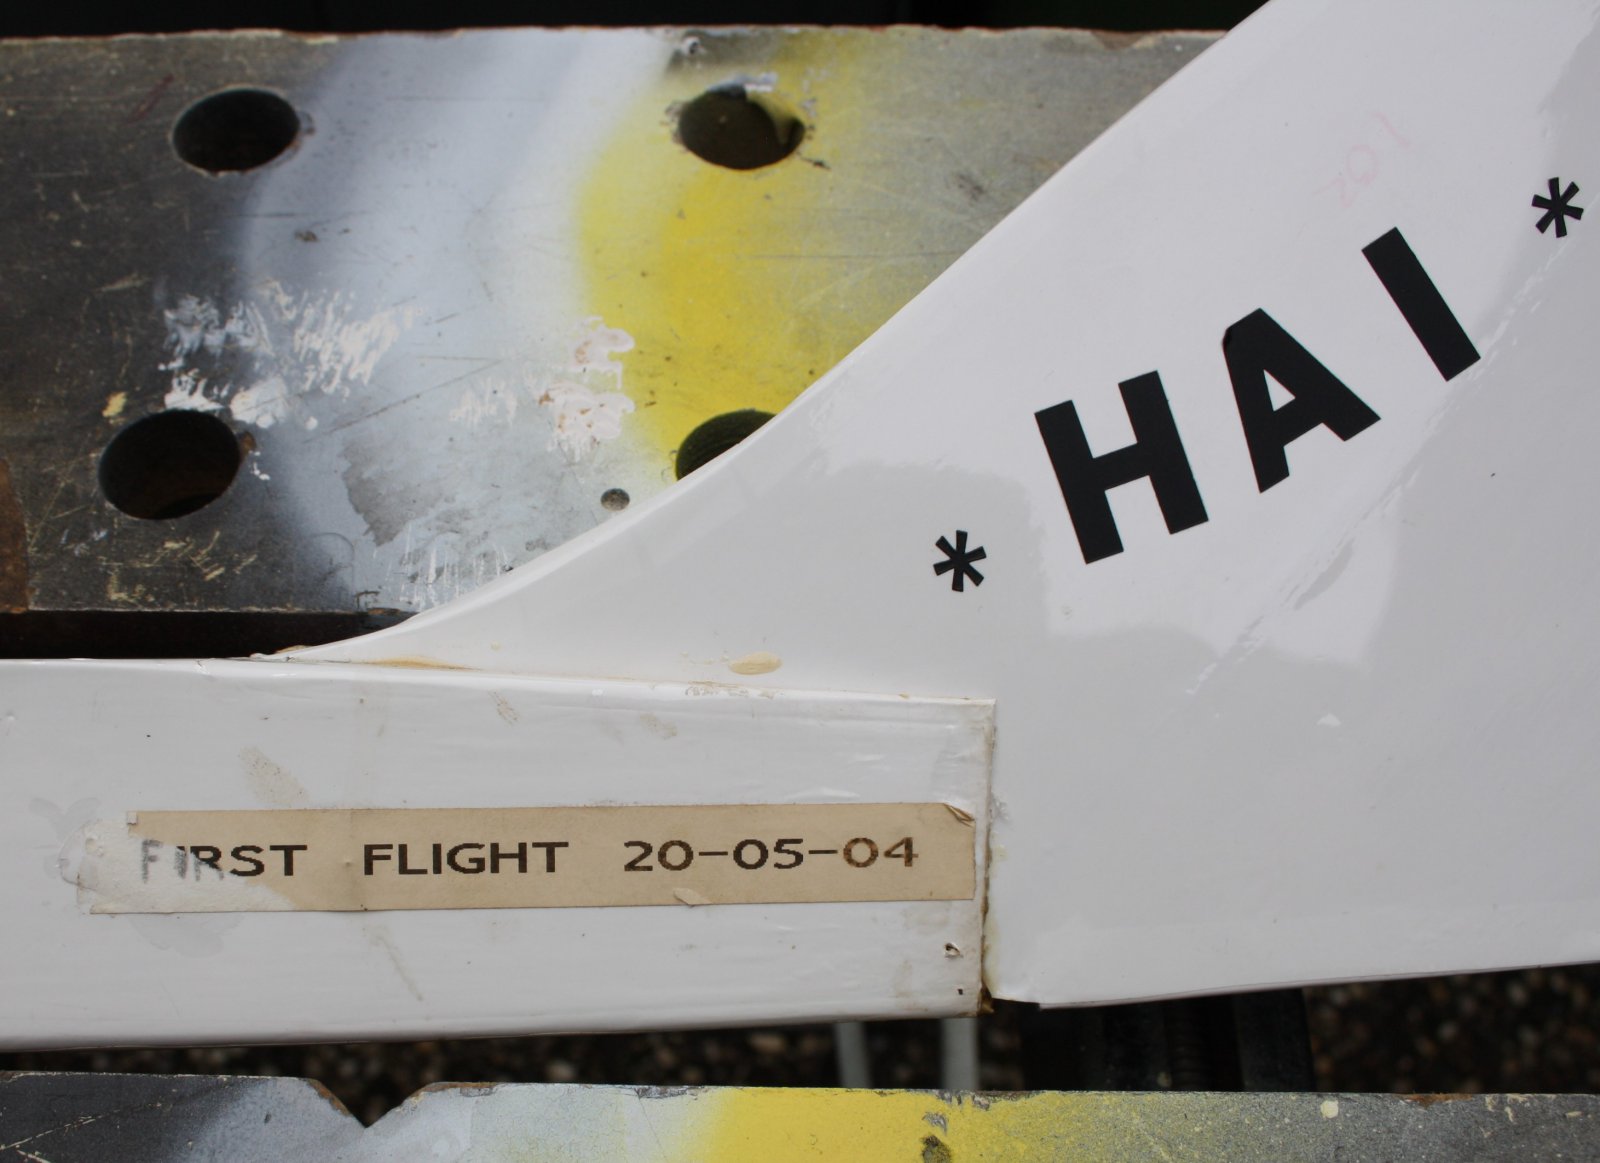 * HAI *
FIRST FLIGHT 20-05-04